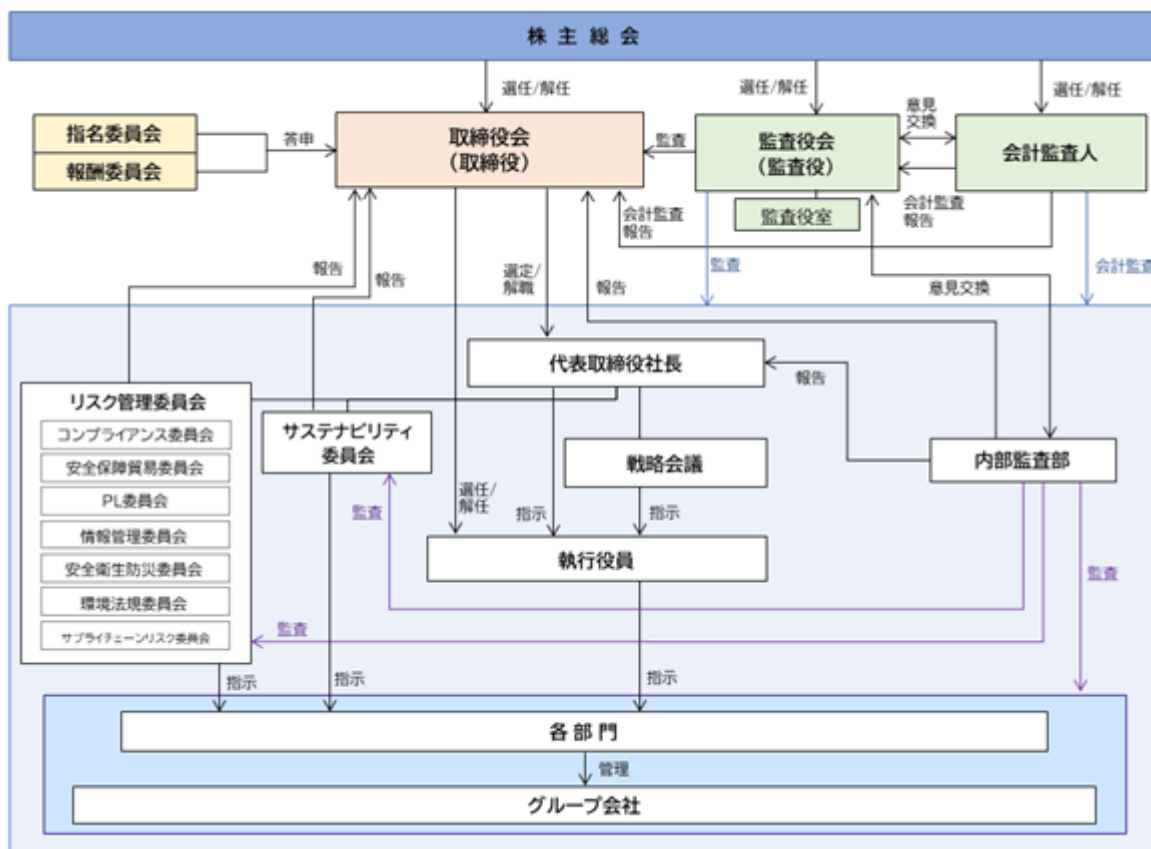 株主総会
選任/解任
選任/解任
選任/解任
指名委員会
報酬委員会
答申
取締役会
(取締役)
監査
監査役会
(監査役)
監査役室
意見
交換
会計監査人
会計監査
報告
会計監査
報告
報告
報告
選定/
解職
報告
監査
意見交換
会計監査
代表取締役社長
報告
リスク管理委員会
コンプライアンス委員会
安全保障貿易委員会
PL委員会
情報管理委員会
安全衛生防災委員会
環境法規委員会
サプライチェーンリスク委員会
サステナビリティ
委員会
戦略会議
内部監査部
選任/
解任
監査
指示
指示
執行役員
監査
監査
指示
指示
指示
各部門
管理
グループ会社